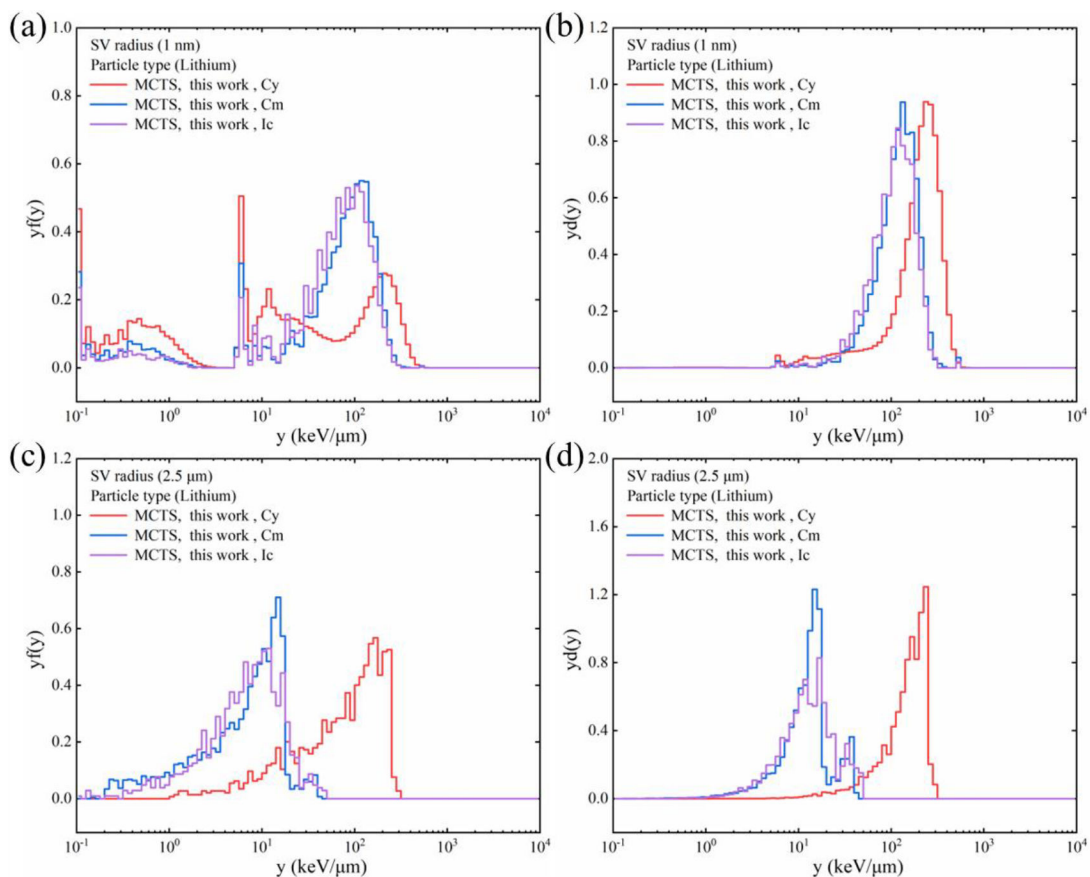 (a)
1.0
0.8
0.6
0.4
0.2
0.0
yf(y)
SV radius (1 nm)
Particle type (Lithium)
MCTS, this work , Cy
MCTS, this work , Cm
MCTS, this work , Ic
10⁻¹ 10⁰ 10¹ 10² 10³ 10⁴
y (keV/μm)
(b)
1.2
1.0
0.8
0.6
0.4
0.2
0.0
yd(y)
SV radius (1 nm)
Particle type (Lithium)
MCTS, this work , Cy
MCTS, this work , Cm
MCTS, this work , Ic
10⁻¹ 10⁰ 10¹ 10² 10³ 10⁴
y (keV/μm)
(c)
1.2
1.0
0.8
0.6
0.4
0.2
0.0
yf(y)
SV radius (2.5 μm)
Particle type (Lithium)
MCTS, this work , Cy
MCTS, this work , Cm
MCTS, this work , Ic
10⁻¹ 10⁰ 10¹ 10² 10³ 10⁴
y (keV/μm)
(d)
2.0
1.6
1.2
0.8
0.4
0.0
yd(y)
SV radius (2.5 μm)
Particle type (Lithium)
MCTS, this work , Cy
MCTS, this work , Cm
MCTS, this work , Ic
10⁻¹ 10⁰ 10¹ 10² 10³ 10⁴
y (keV/μm)